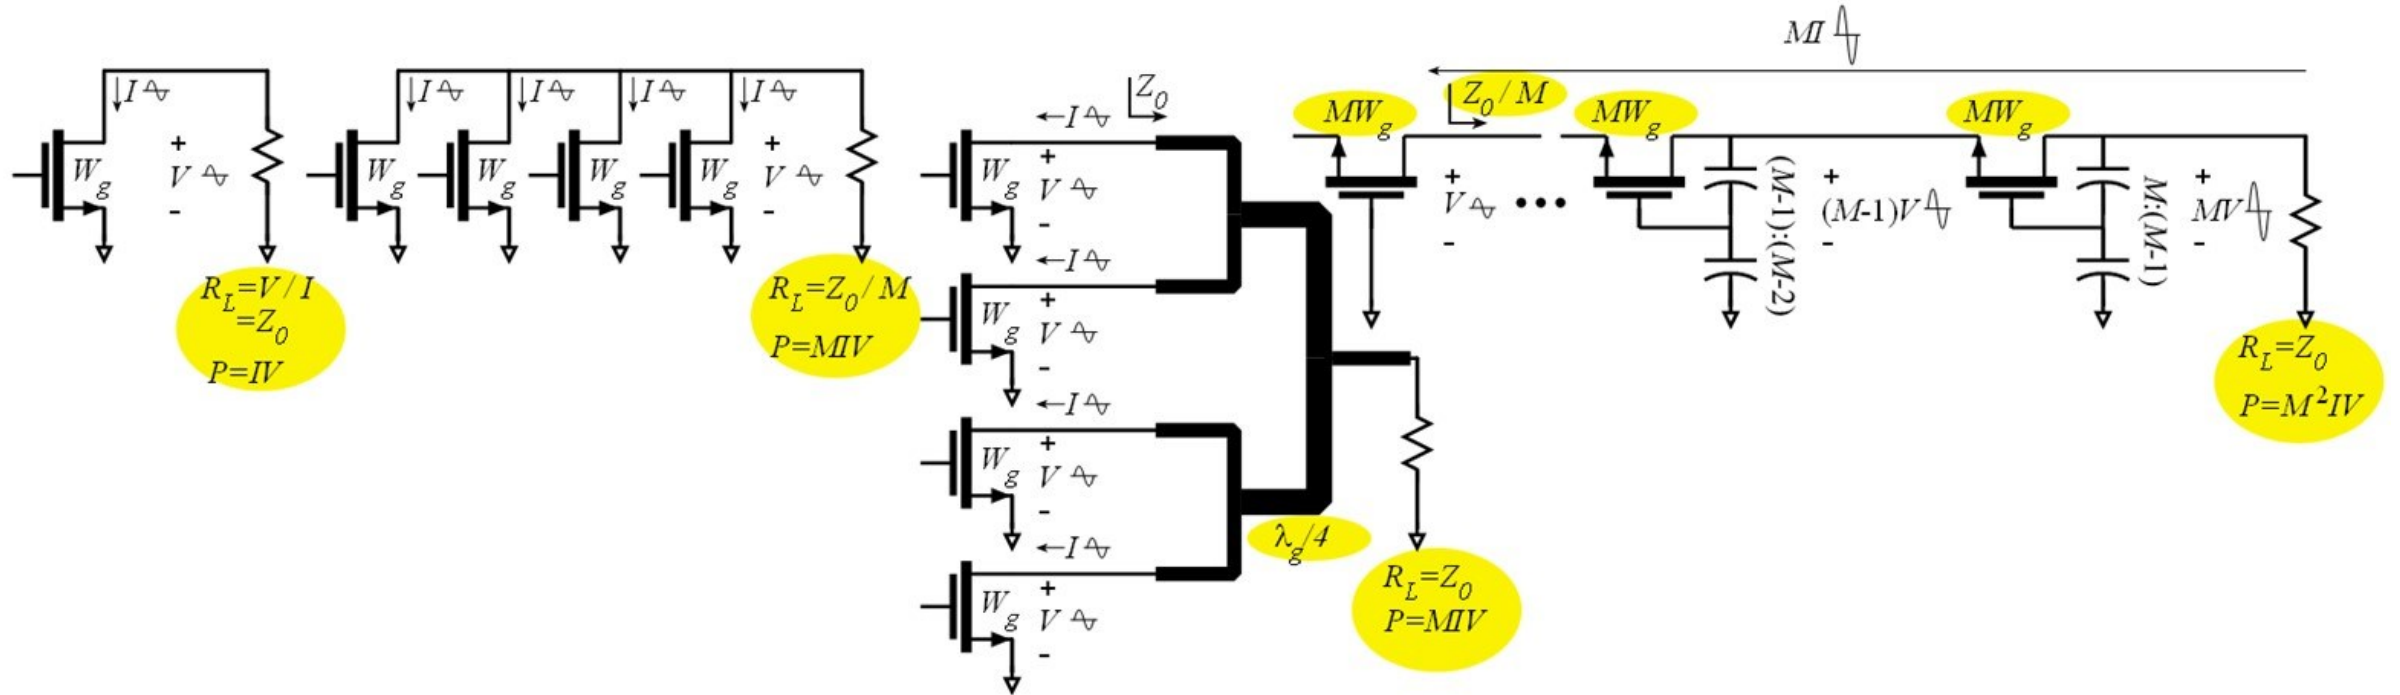 I
W_g
+
V
-
R_L=V/I
=Z_0
P=IV
I
I
I
I
W_g
W_g
W_g
W_g
+
V
-
R_L=Z_0/M
P=MIV
I
Z_0
W_g
+
V
-
I
W_g
+
V
-
I
W_g
+
V
-
I
W_g
+
V
-
λ_g/4
R_L=Z_0
P=MIV
MI
MW_g
Z_0/M
+
V
-
•••
MW_g
(M-1):(M-2)
+
(M-1)V
-
MW_g
M:(M-1)
+
MV
-
R_L=Z_0
P=M²IV